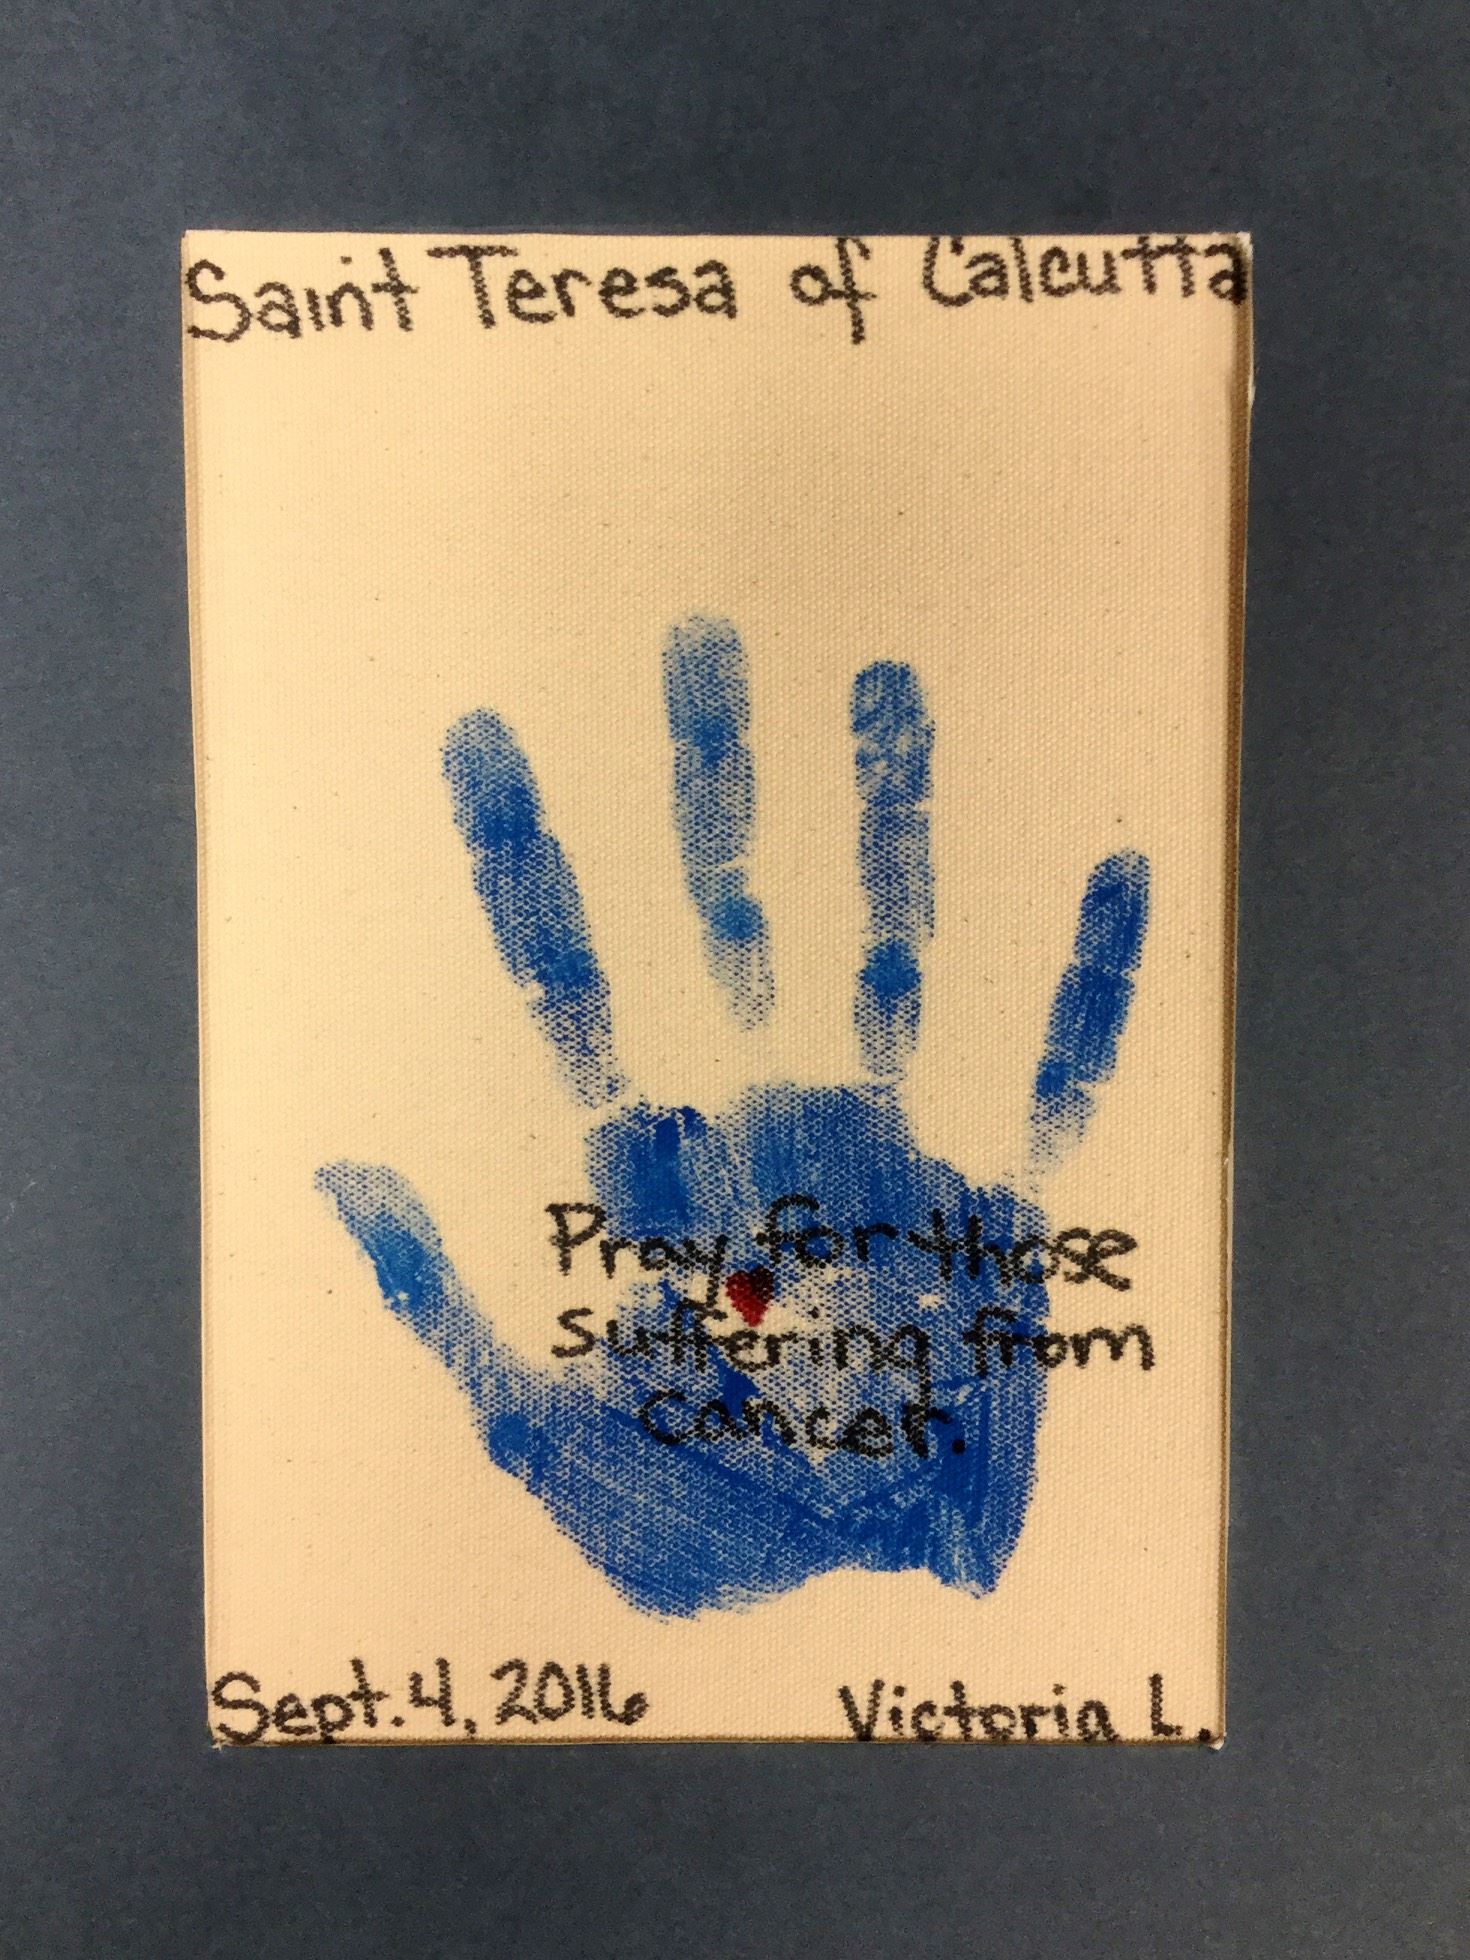 Saint Teresa of Calcutta
Pray for those
suffering from
cancer.
Sept. 4, 2016 Victoria L.